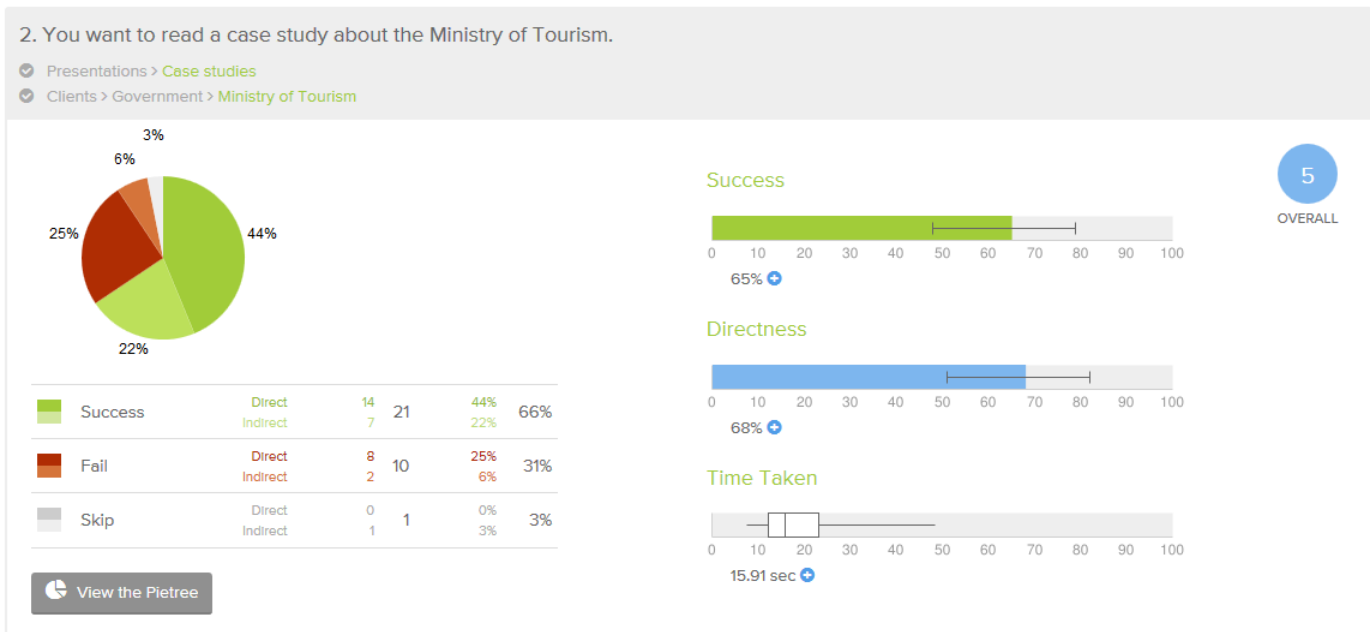 2. You want to read a case study about the Ministry of Tourism.
Presentations > Case studies
Clients > Government > Ministry of Tourism
3%
6%
25%
44%
22%
Success Direct 14 21 44% 66%
Indirect 7 22%
Fail Direct 8 10 25% 31%
Indirect 2 6%
Skip Direct 0 1 0% 3%
Indirect 1 3%
View the Pietree
Success
0 10 20 30 40 50 60 70 80 90 100
65%
Directness
0 10 20 30 40 50 60 70 80 90 100
68%
Time Taken
0 10 20 30 40 50 60 70 80 90 100
15.91 sec
5
OVERALL